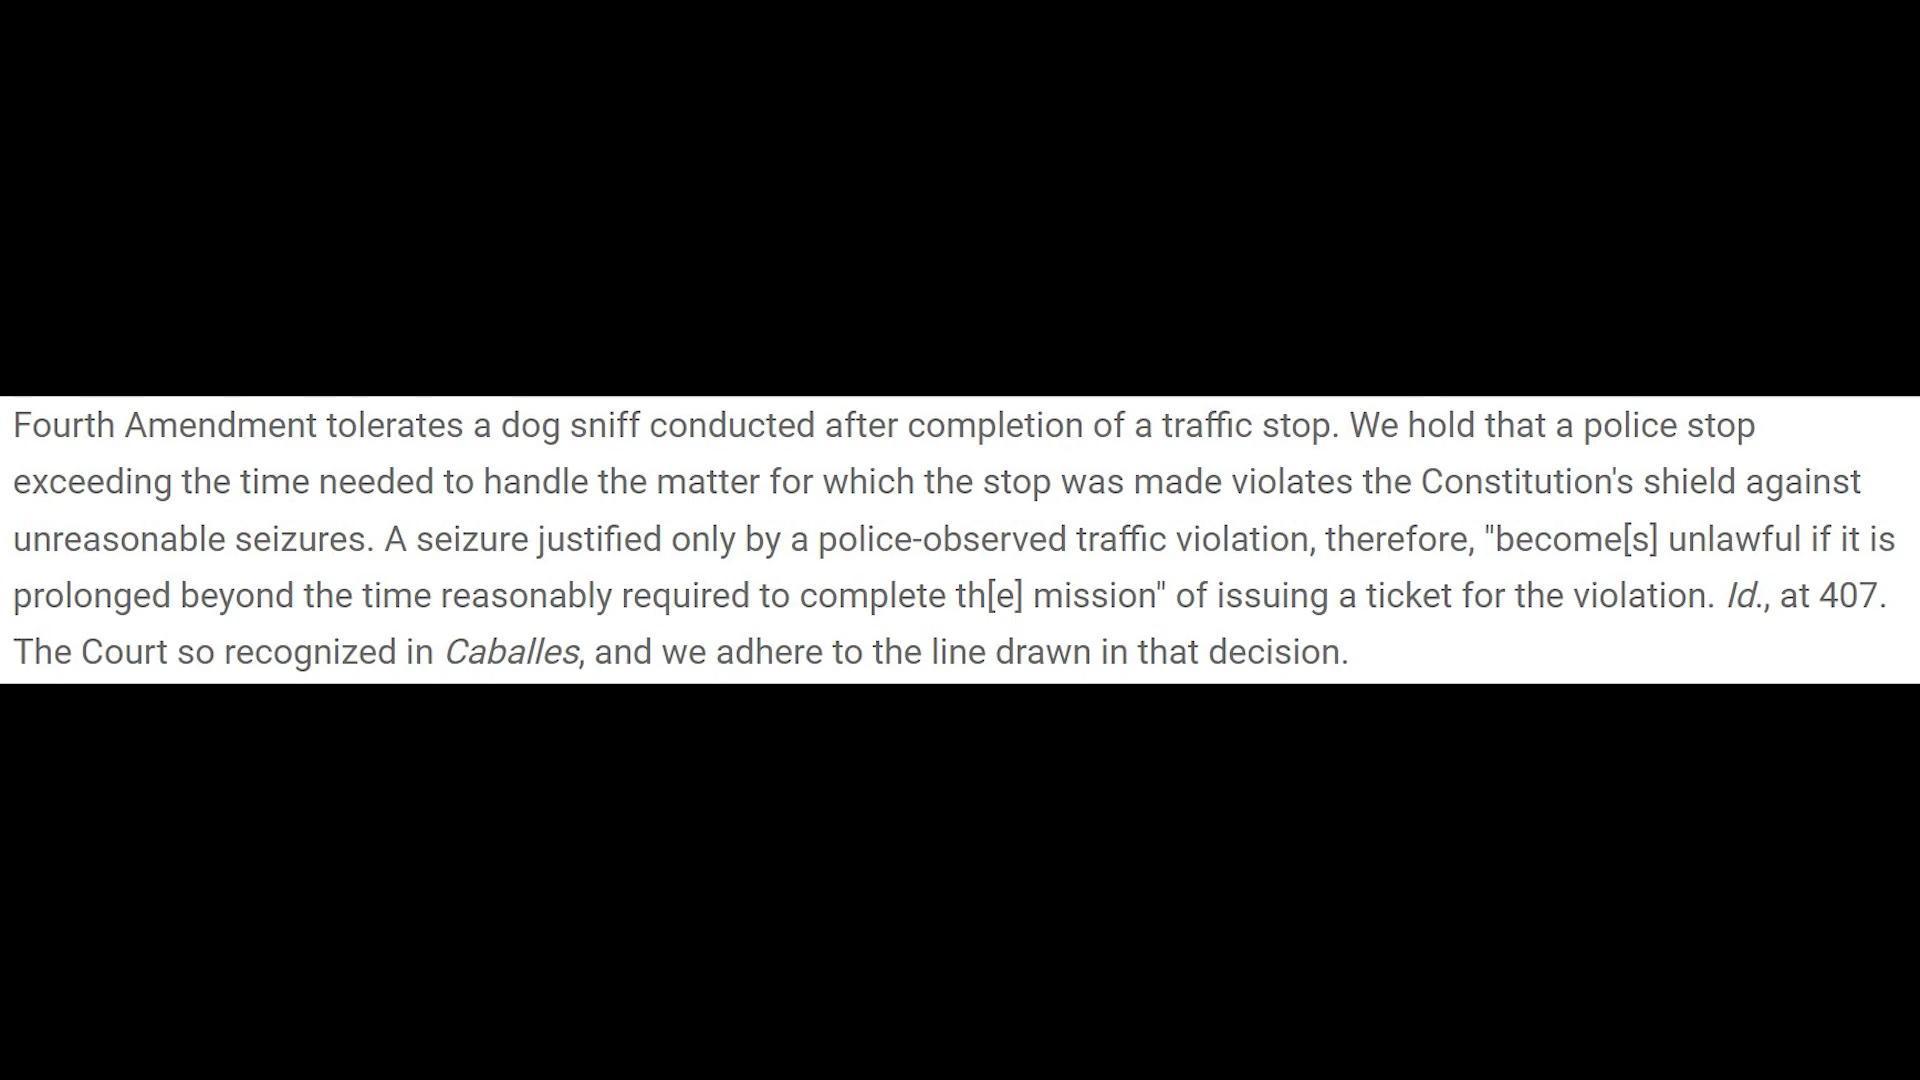 Fourth Amendment tolerates a dog sniff conducted after completion of a traffic stop. We hold that a police stop
exceeding the time needed to handle the matter for which the stop was made violates the Constitution's shield against
unreasonable seizures. A seizure justified only by a police-observed traffic violation, therefore, "become[s] unlawful if it is
prolonged beyond the time reasonably required to complete th[e] mission" of issuing a ticket for the violation. Id., at 407.
The Court so recognized in Caballes, and we adhere to the line drawn in that decision.